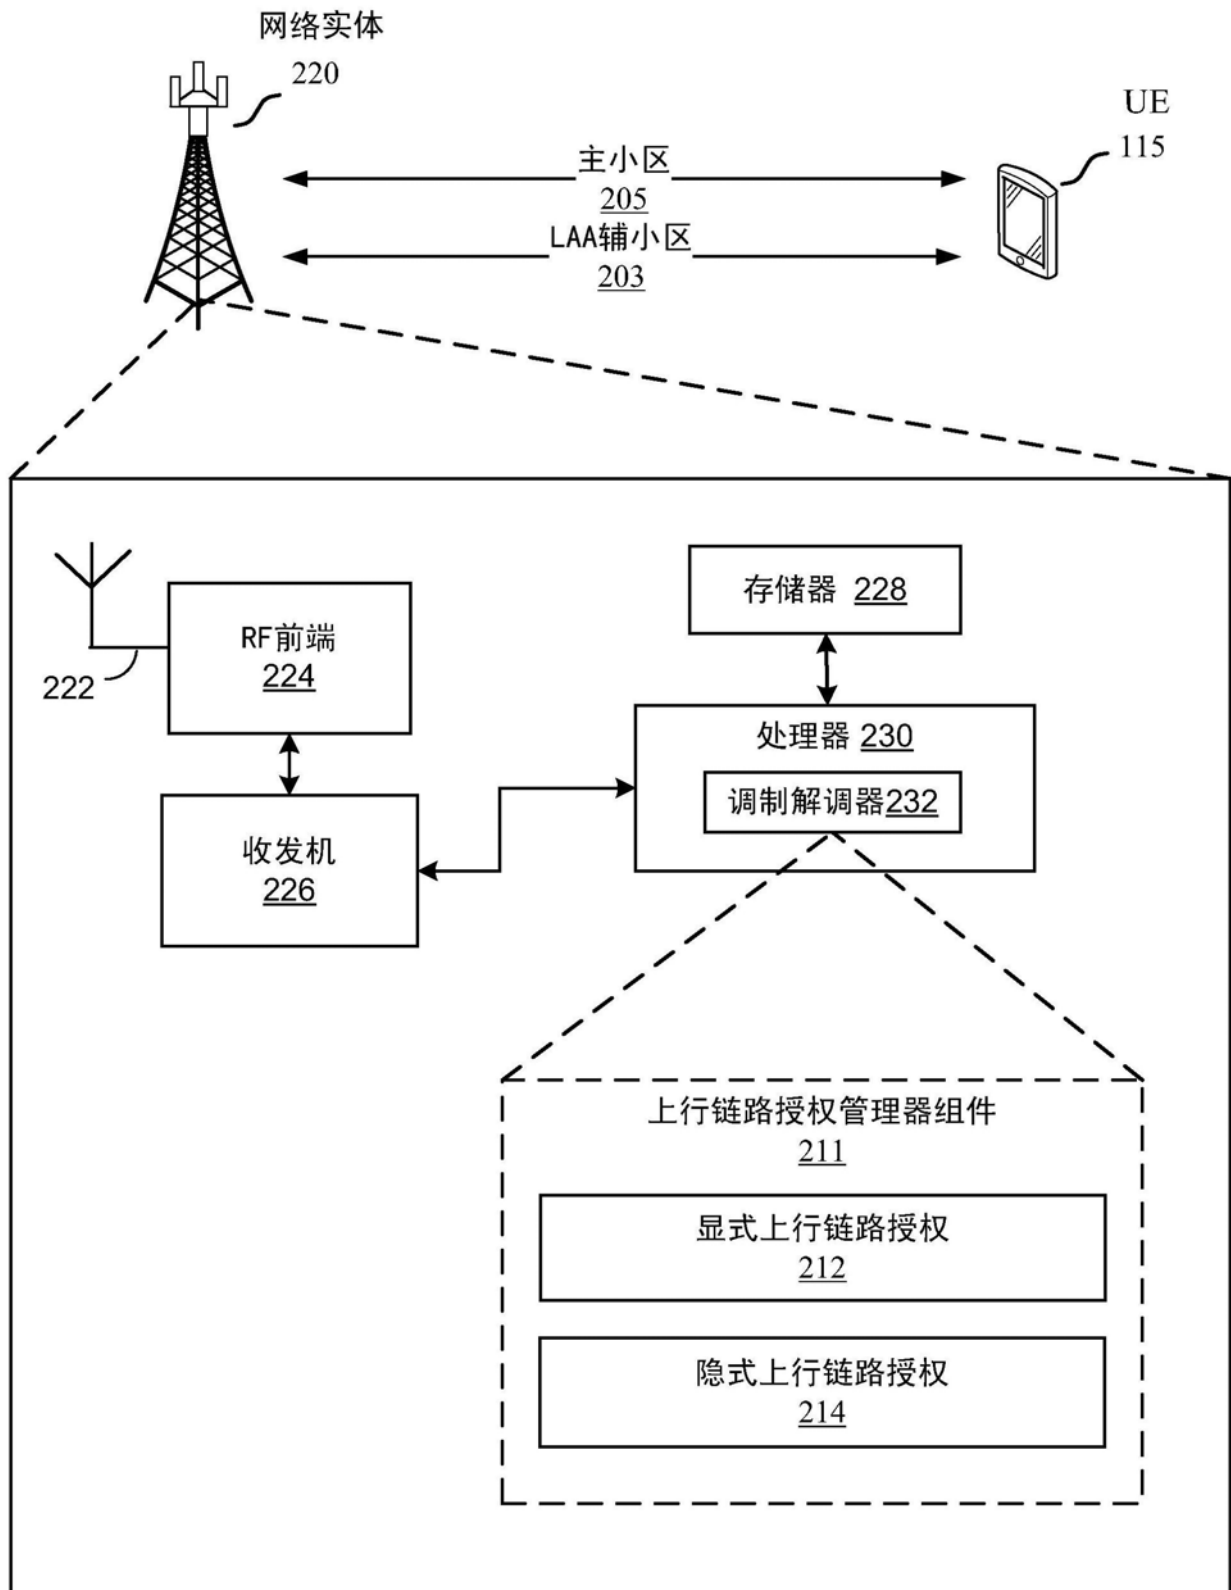 网络实体
220
UE
115
主小区
205
LAA辅小区
203
存储器 228
RF前端
224
222
处理器 230
调制解调器232
收发机
226
上行链路授权管理器组件
211
显式上行链路授权
212
隐式上行链路授权
214